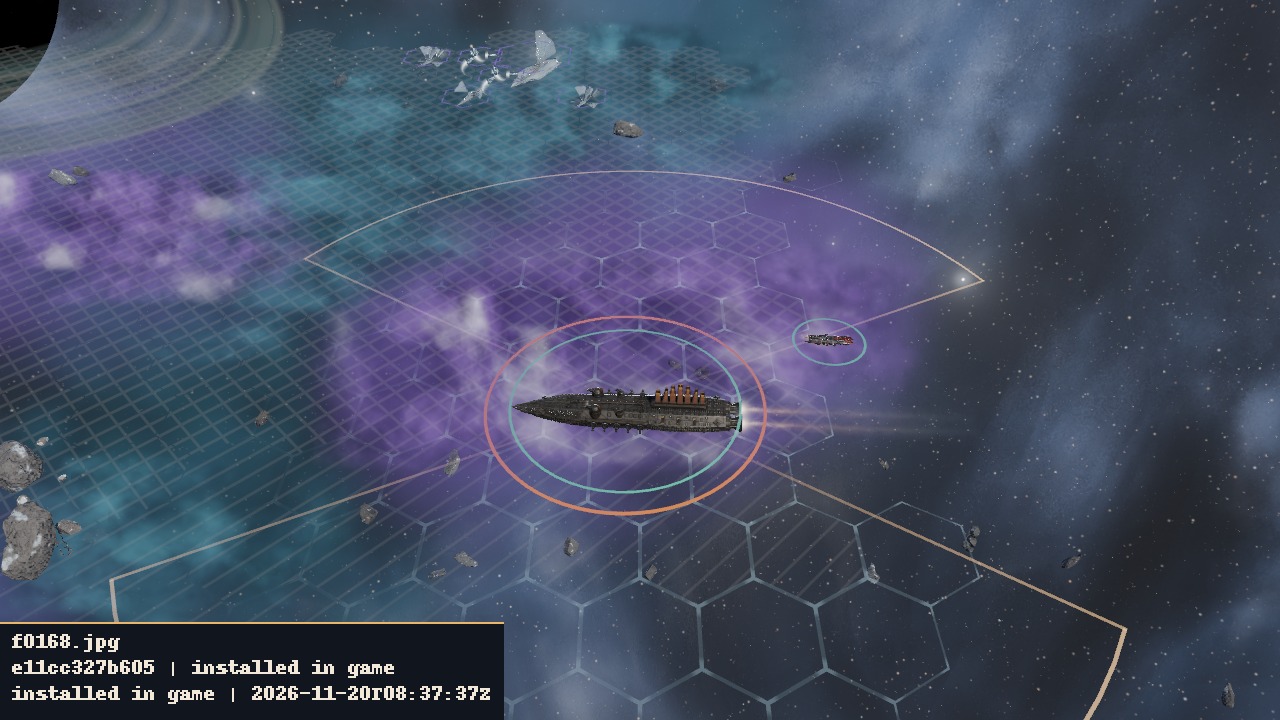 f0168.jpg
e11cc327b605 | installed in game
installed in game | 2026-11-20T08:37:37Z